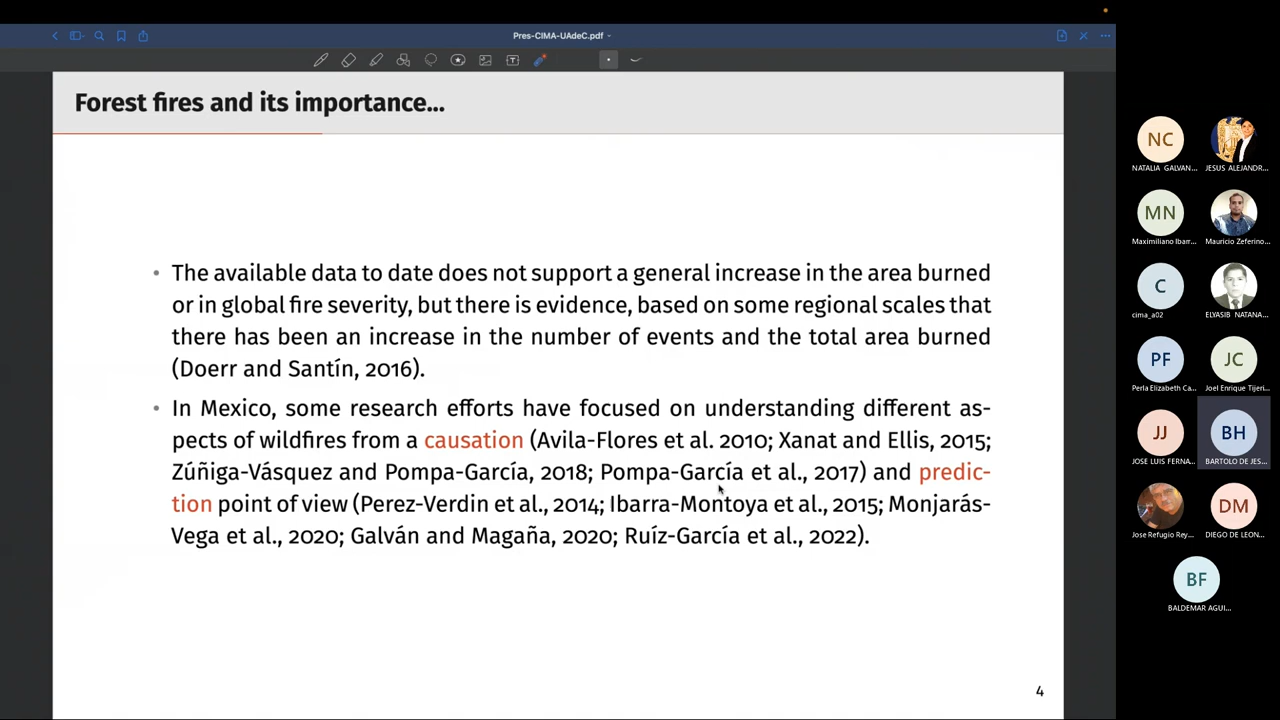 Pres-CIMA-UAdeC.pdf
Forest fires and its importance...
• The available data to date does not support a general increase in the area burned
or in global fire severity, but there is evidence, based on some regional scales that
there has been an increase in the number of events and the total area burned
(Doerr and Santín, 2016).
• In Mexico, some research efforts have focused on understanding different as-
pects of wildfires from a causation (Avila-Flores et al. 2010; Xanat and Ellis, 2015;
Zúñiga-Vásquez and Pompa-García, 2018; Pompa-García et al., 2017) and predic-
tion point of view (Perez-Verdin et al., 2014; Ibarra-Montoya et al., 2015; Monjarás-
Vega et al., 2020; Galván and Magaña, 2020; Ruíz-García et al., 2022).
4
NC
NATALIA GALVAN...
JESUS ALEJANDR...
MN
Maximiliano Ibarr...
Mauricio Zeferino...
C
cima_a02
ELYASIB NATANA...
PF
Perla Elizabeth Ca...
JC
Joel Enrique Tijeri...
JJ
JOSE LUIS FERNA...
BH
BARTOLO DE JES...
Jose Refugio Rey...
DM
DIEGO DE LEON...
BF
BALDEMAR AGUI...